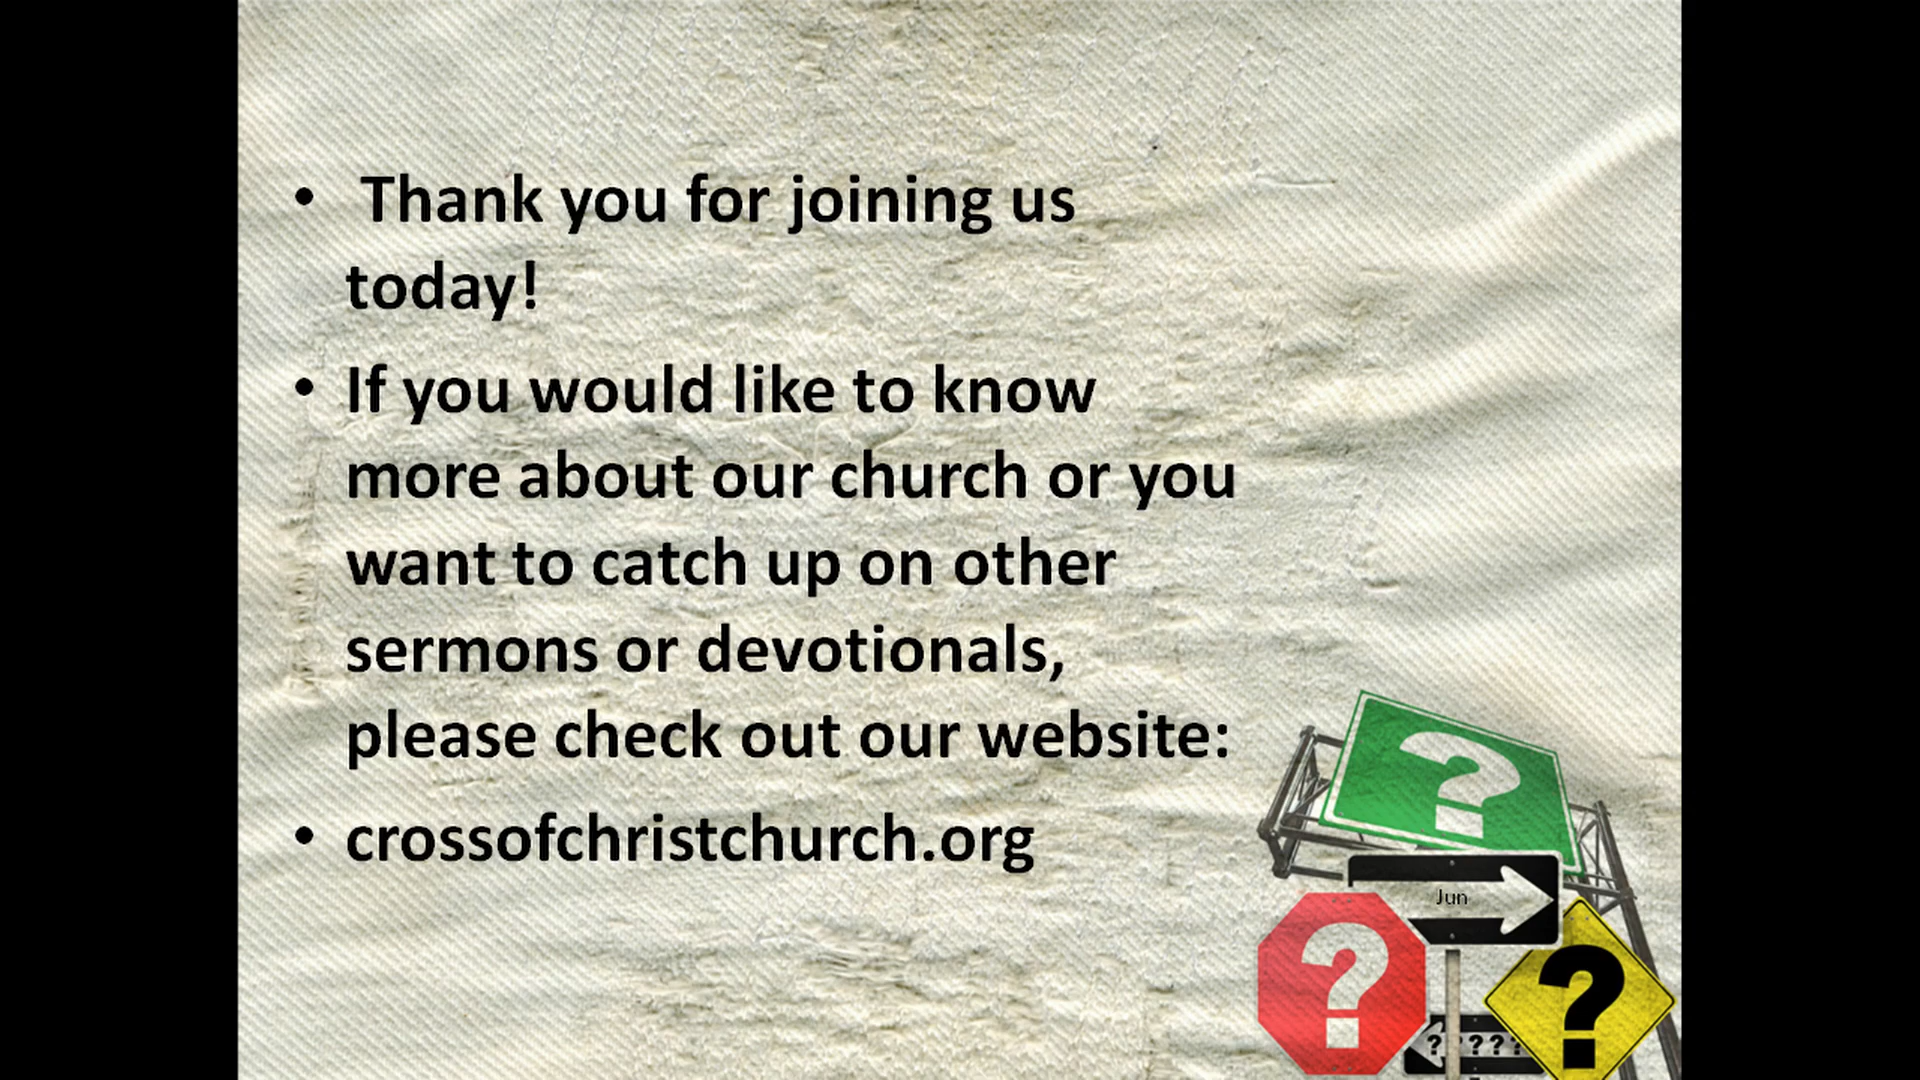 • Thank you for joining us
today!
• If you would like to know
more about our church or you
want to catch up on other
sermons or devotionals,
please check out our website:
• crossofchristchurch.org
?
Jun
?
?
? ? ? ?